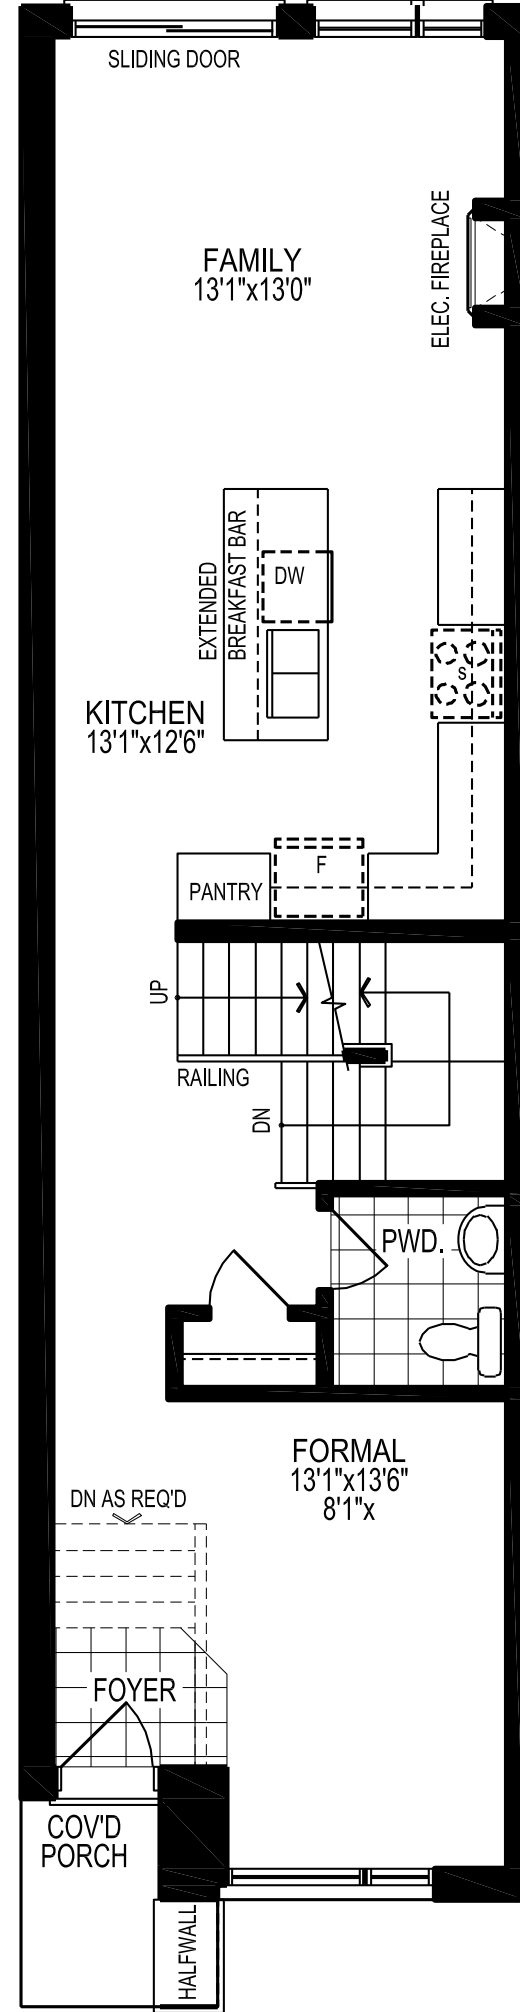 SLIDING DOOR
ELEC. FIREPLACE
FAMILY
13'1"x13'0"
EXTENDED
BREAKFAST BAR
DW
S
KITCHEN
13'1"x12'6"
F
PANTRY
UP
RAILING
DN
PWD.
FORMAL
13'1"x13'6"
8'1"x
DN AS REQ'D
FOYER
COV'D
PORCH
HALFWALL